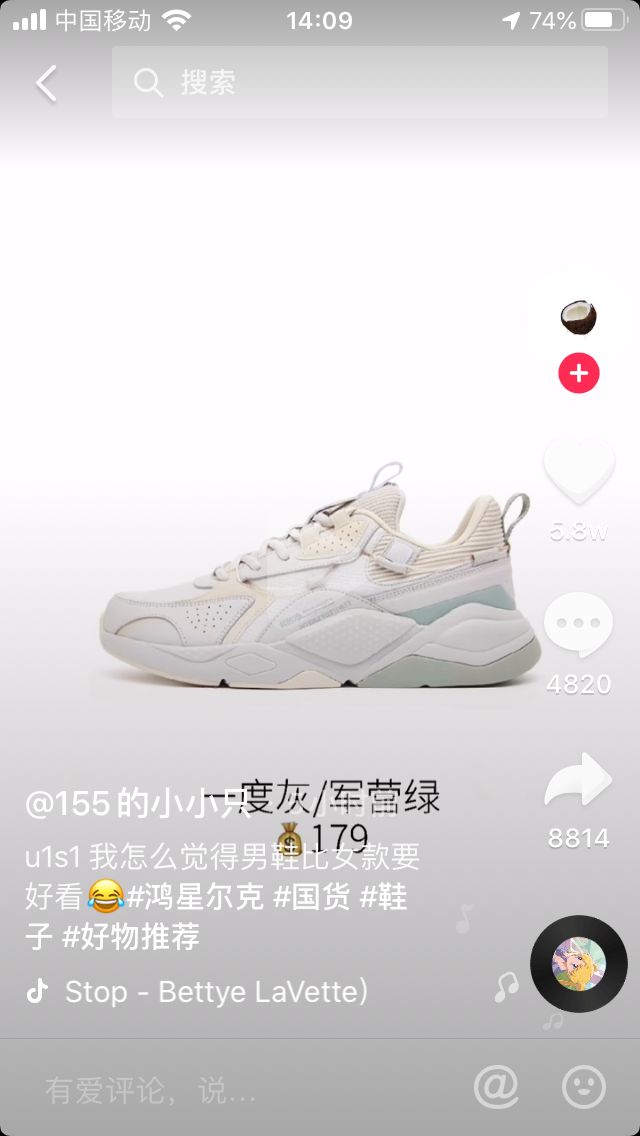 中国移动
14:09
74%
搜索
5.8w
4820
一度灰/军营绿
@155的小小只
8814
💰179
u1s1 我怎么觉得男鞋比女款要
好看😂#鸿星尔克 #国货 #鞋
子 #好物推荐
Stop - Bettye LaVette)
有爱评论，说...
@